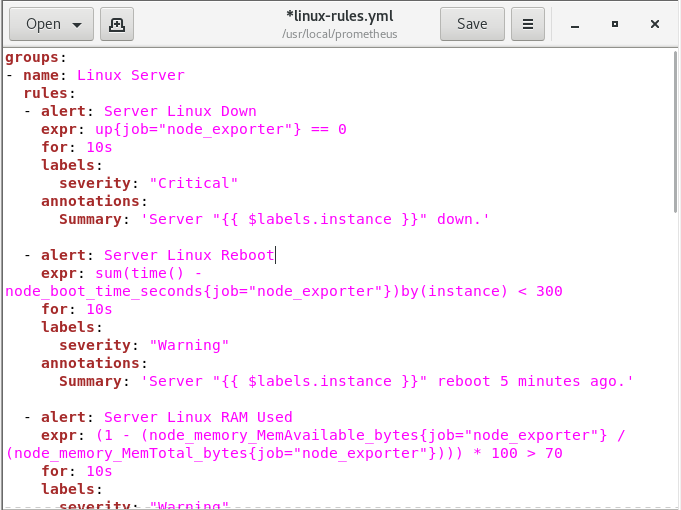 Open
*linux-rules.yml
/usr/local/prometheus
Save
groups:
- name: Linux Server
  rules:
  - alert: Server Linux Down
    expr: up{job="node_exporter"} == 0
    for: 10s
    labels:
      severity: "Critical"
    annotations:
      Summary: 'Server "{{ $labels.instance }}" down.'

  - alert: Server Linux Reboot
    expr: sum(time() -
node_boot_time_seconds{job="node_exporter"})by(instance) < 300
    for: 10s
    labels:
      severity: "Warning"
    annotations:
      Summary: 'Server "{{ $labels.instance }}" reboot 5 minutes ago.'

  - alert: Server Linux RAM Used
    expr: (1 - (node_memory_MemAvailable_bytes{job="node_exporter"} /
(node_memory_MemTotal_bytes{job="node_exporter"}))) * 100 > 70
    for: 10s
    labels:
      severity: "Warning"